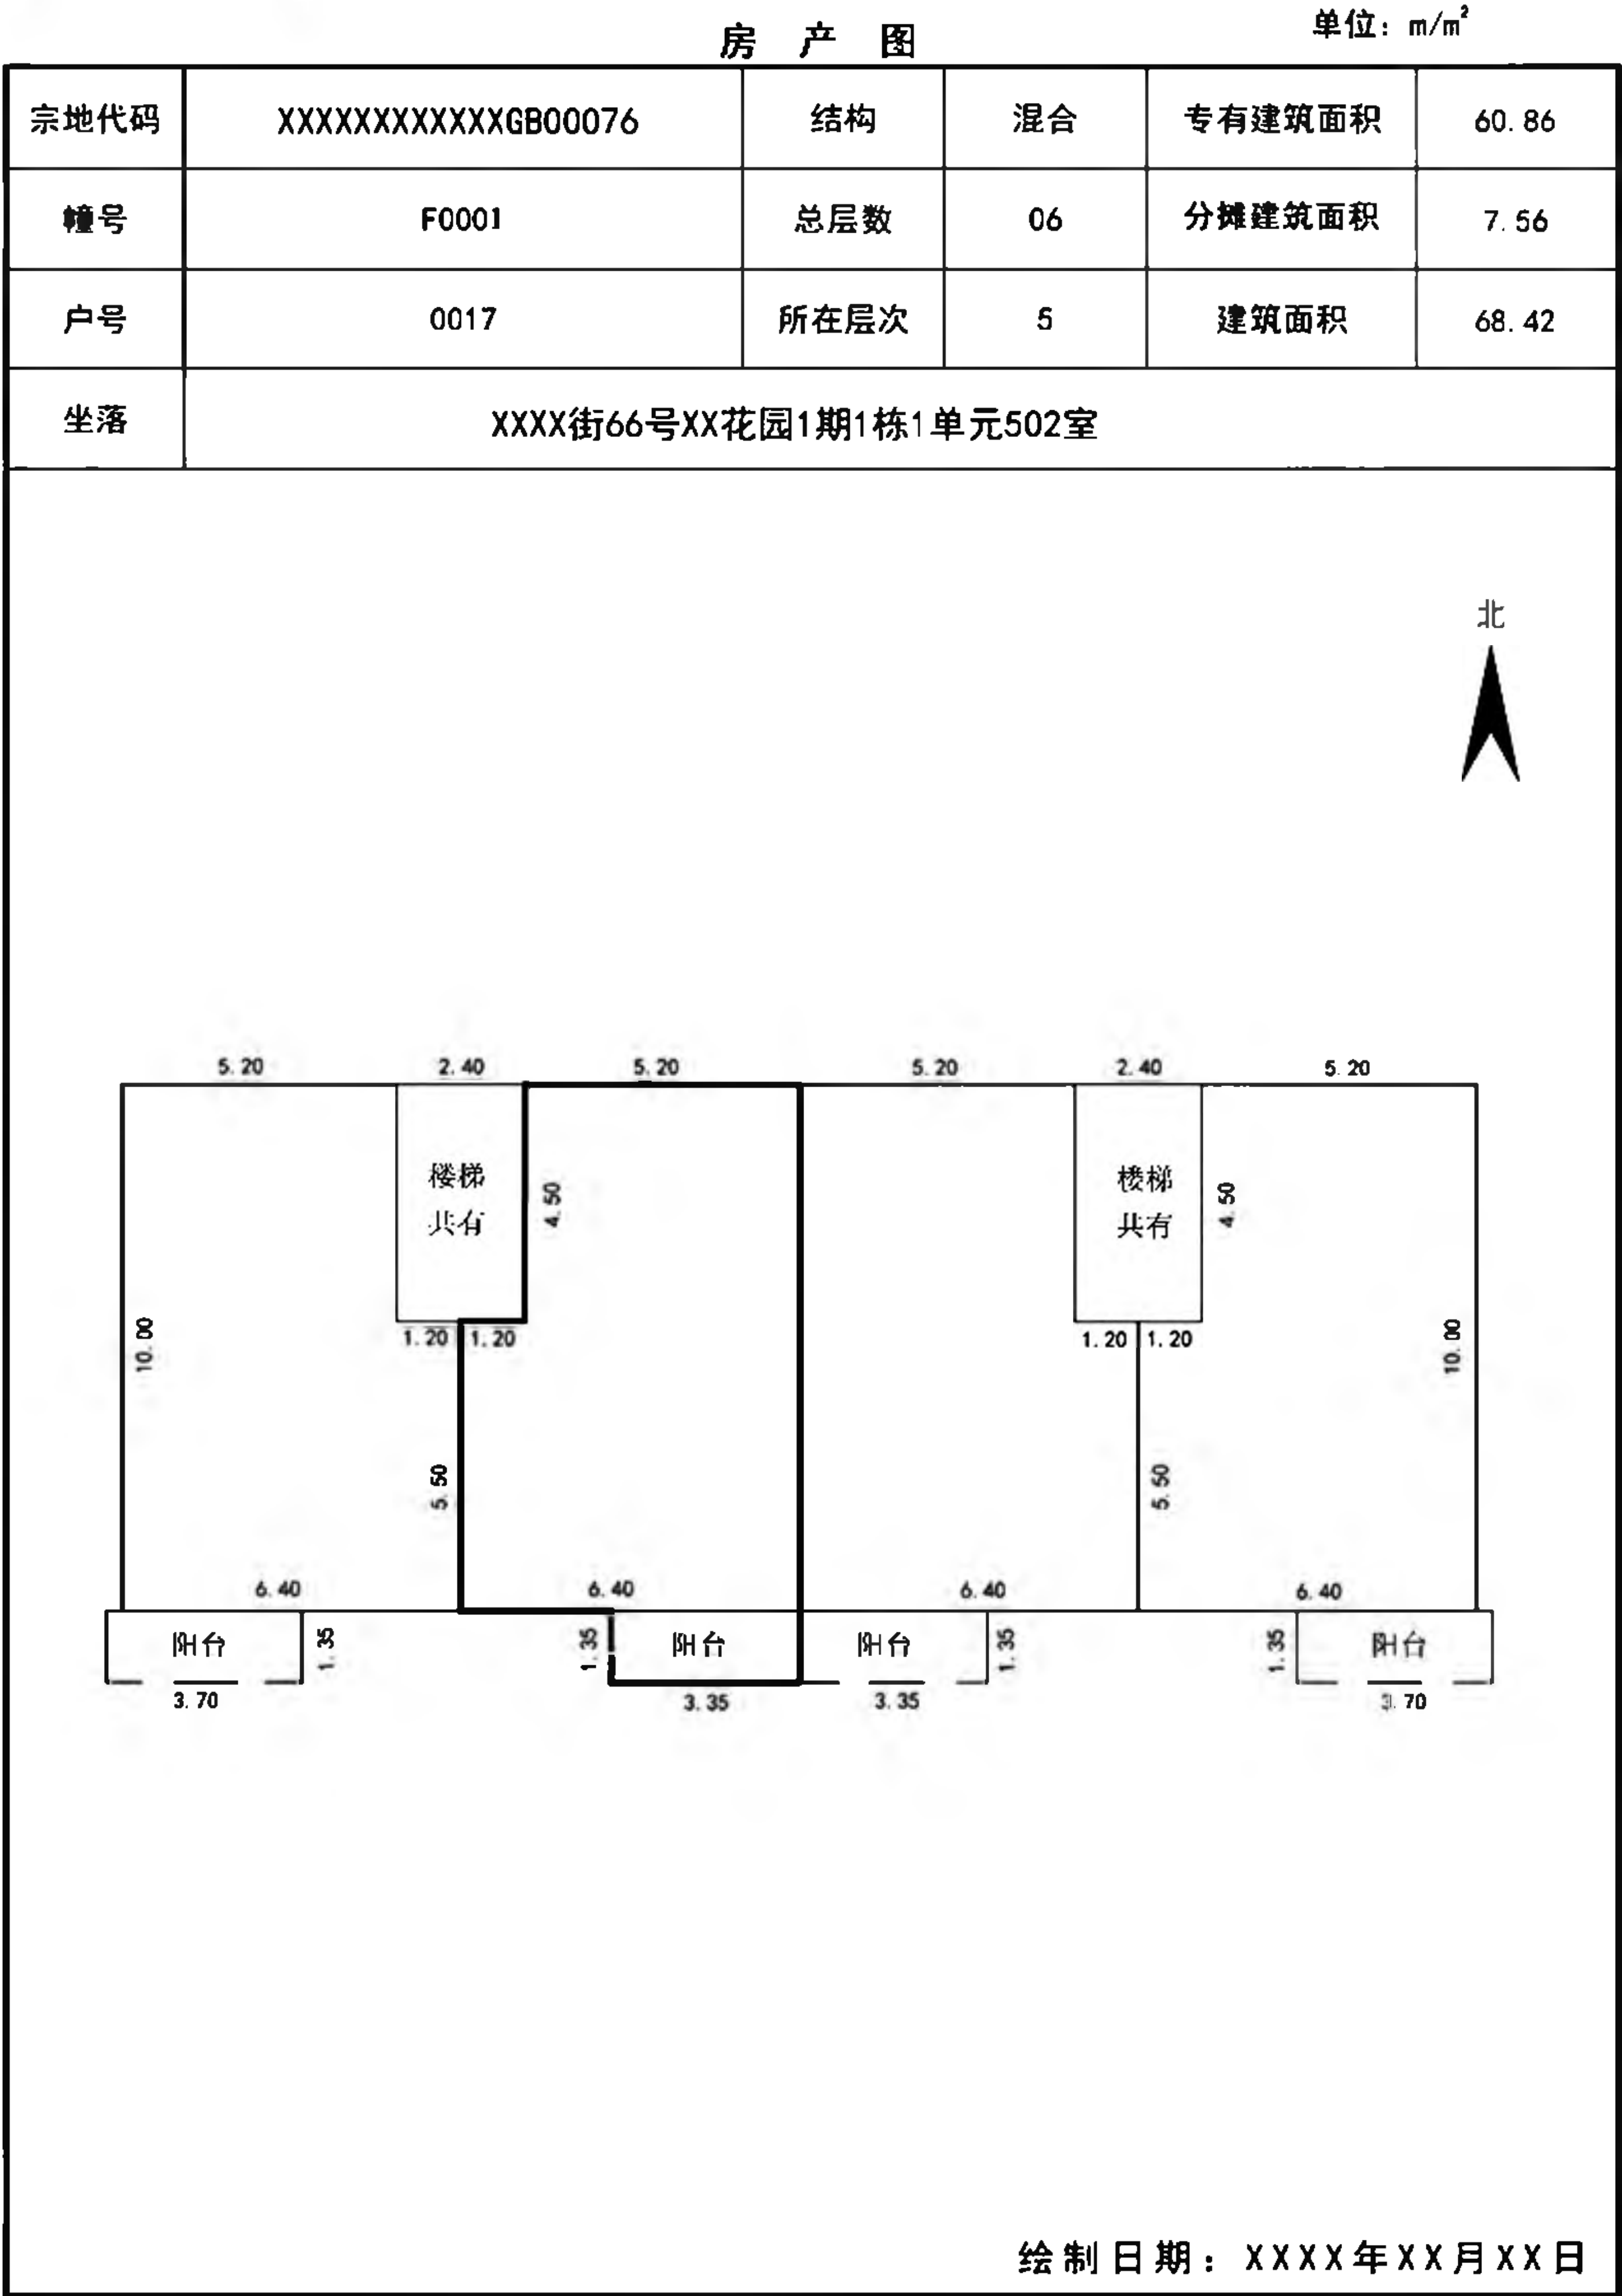 单位: m/m²
房 产 图
宗地代码 XXXXXXXXXXXXGB00076 结构 混合 专有建筑面积 60.86
幢号 F0001 总层数 06 分摊建筑面积 7.56
户号 0017 所在层次 5 建筑面积 68.42
坐落 XXXX街66号XX花园1期1栋1单元502室
北
5.20 2.40 5.20 5.20 2.40 5.20
楼梯 楼梯
共有 共有
4.50 4.50
10.00 10.00
1.20 1.20 1.20 1.20
5.50 5.50
6.40 6.40 6.40 6.40
阳台 1.35 1.35 阳台 阳台 1.35 1.35 阳台
3.70 3.35 3.35 3.70
绘制日期: XXXX年XX月XX日